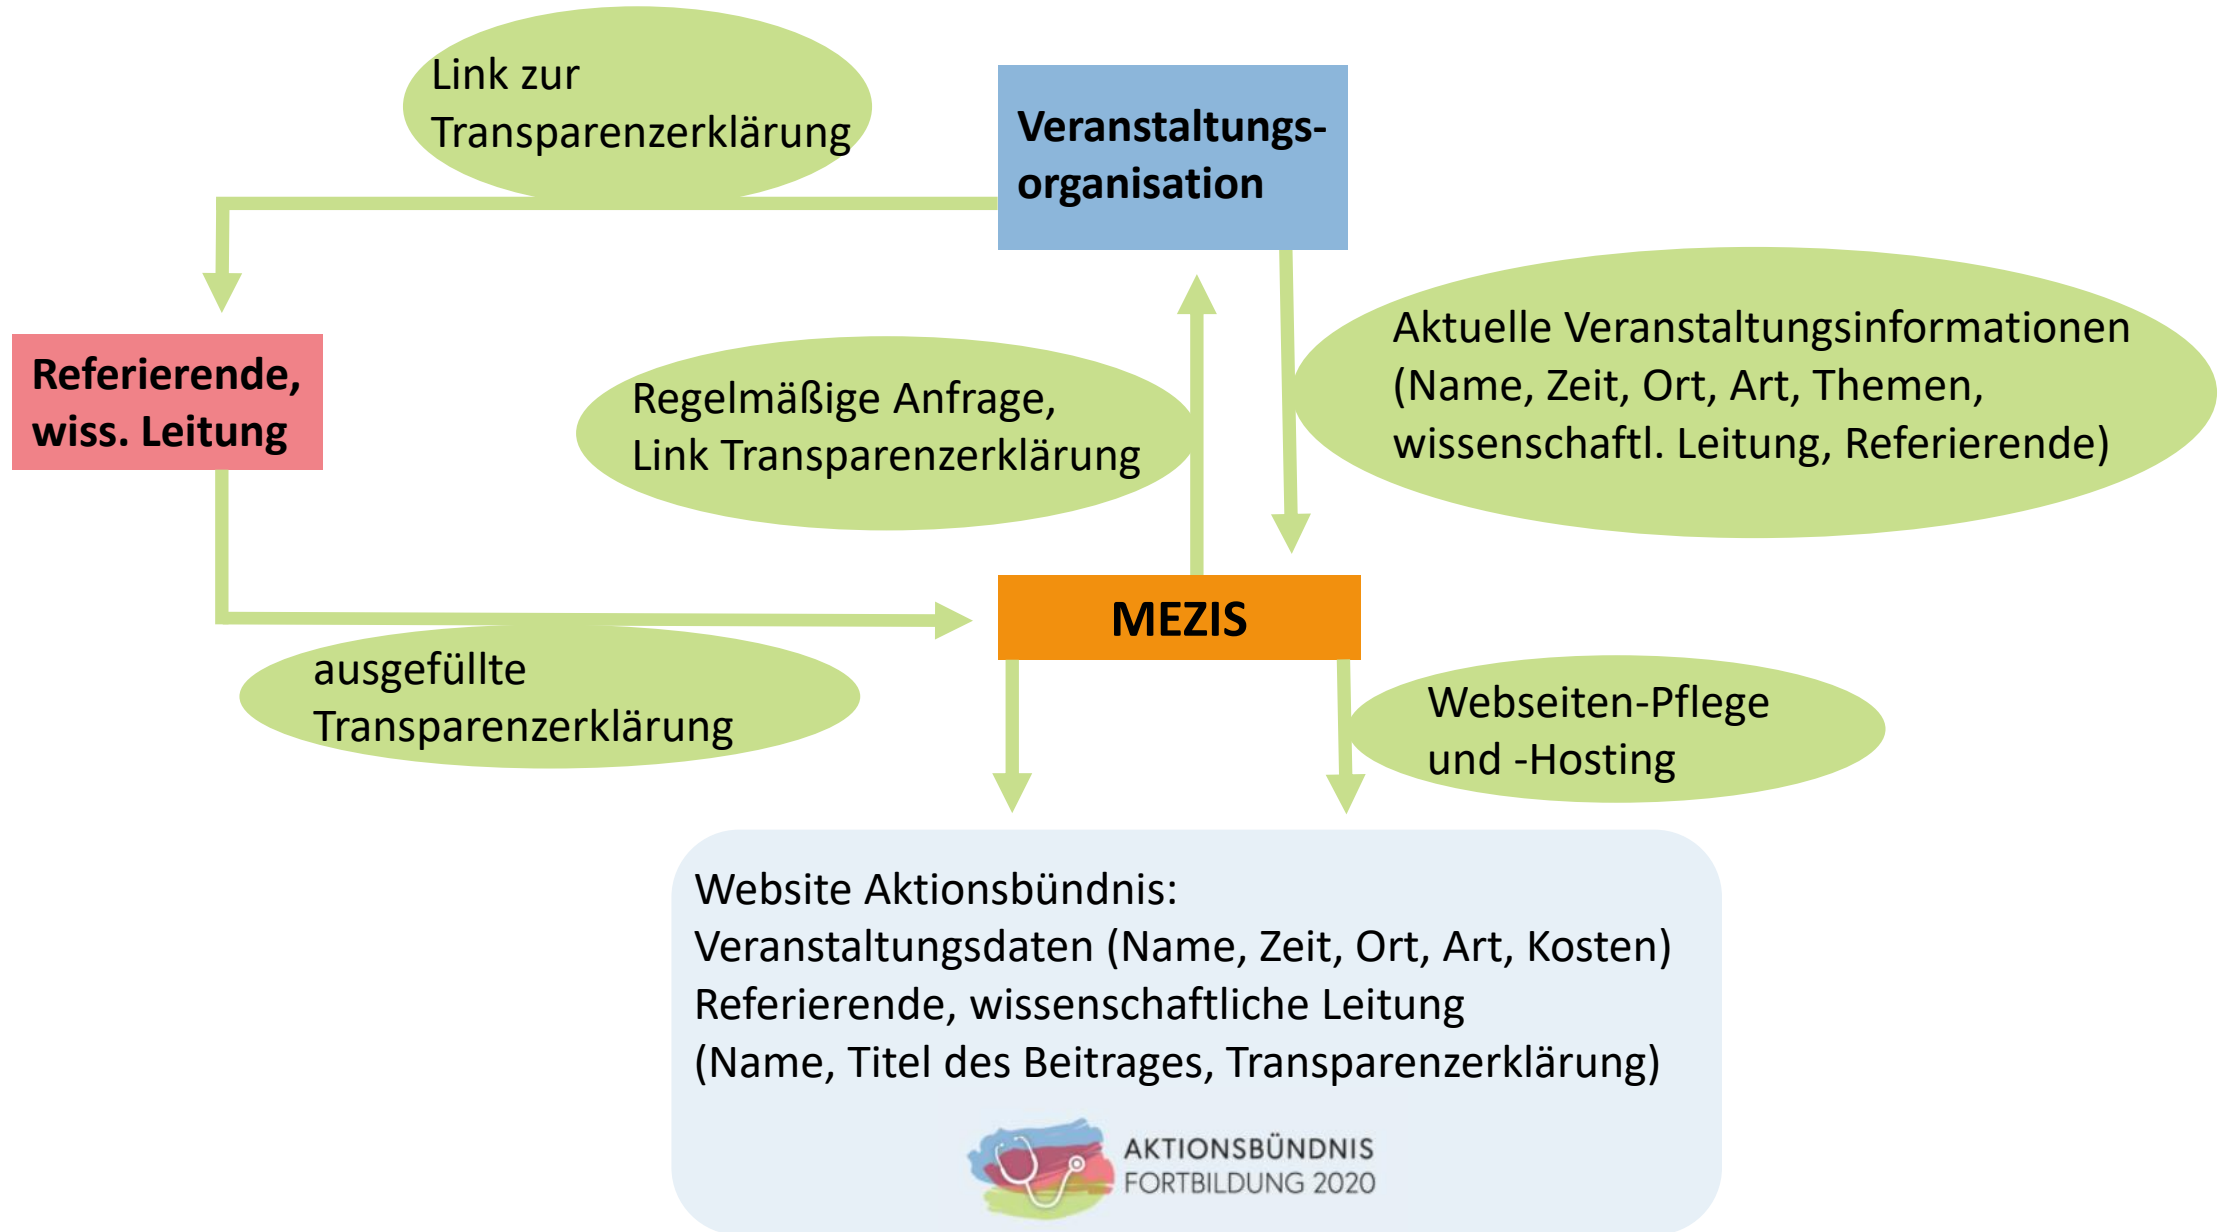 Link zur
Transparenzerklärung
Veranstaltungs-
organisation
Referierende,
wiss. Leitung
Regelmäßige Anfrage,
Link Transparenzerklärung
Aktuelle Veranstaltungsinformationen
(Name, Zeit, Ort, Art, Themen,
wissenschaftl. Leitung, Referierende)
MEZIS
ausgefüllte
Transparenzerklärung
Webseiten-Pflege
und -Hosting
Website Aktionsbündnis:
Veranstaltungsdaten (Name, Zeit, Ort, Art, Kosten)
Referierende, wissenschaftliche Leitung
(Name, Titel des Beitrages, Transparenzerklärung)
AKTIONSBÜNDNIS
FORTBILDUNG 2020